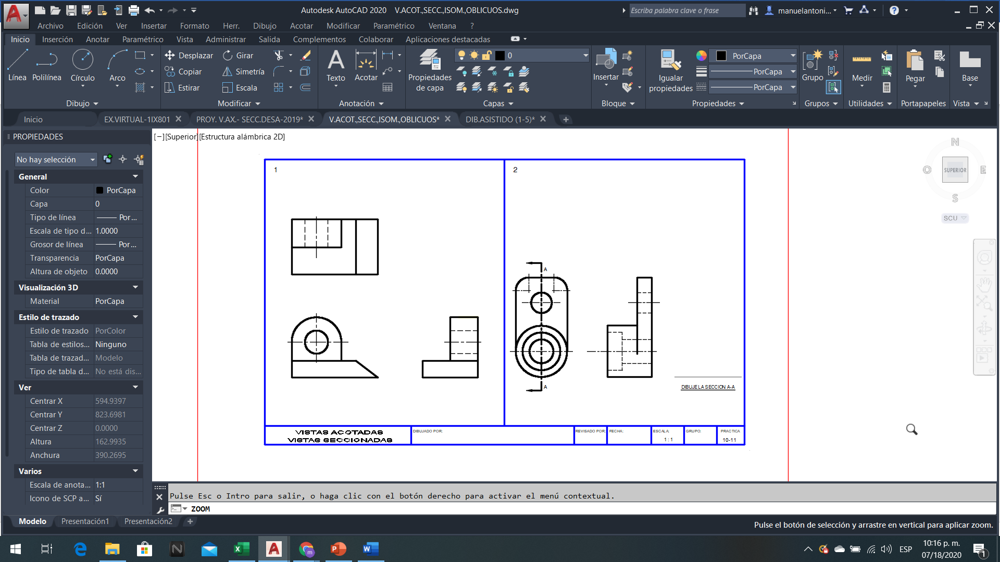 Autodesk AutoCAD 2020 V.ACOT.,SECC.,ISOM.,OBLICUOS.dwg
Escriba palabra clave o frase
manuelantoni...
Archivo Edición Ver Insertar Formato Herr. Dibujo Acotar Modificar Paramétrico Ventana ?
Inicio Inserción Anotar Paramétrico Vista Administrar Salida Complementos Colaborar Aplicaciones destacadas
Línea Polilínea Círculo Arco
Desplazar Girar
Copiar Simetría
Estirar Escala
Texto Acotar
Propiedades de capa
0
Insertar
Igualar propiedades
PorCapa
PorCapa
PorCapa
Grupo
Medir
Pegar
Base
Dibujo Modificar Anotación Capas Bloque Propiedades Grupos Utilidades Portapapeles Vista
Inicio EX.VIRTUAL-1IX801 PROY. V.AX.- SECC.DESA-2019* V.ACOT.,SECC.,ISOM.,OBLICUOS* DIB.ASISTIDO (1-5)*
PROPIEDADES
No hay selección
General
Color PorCapa
Capa 0
Tipo de línea Por...
Escala de tipo d... 1.0000
Grosor de línea Por...
Transparencia PorCapa
Altura de objeto 0.0000
Visualización 3D
Material PorCapa
Estilo de trazado
Estilo de trazado PorColor
Tabla de estilos... Ninguno
Tabla de trazad... Modelo
Tipo de tabla d... No está dis...
Ver
Centrar X 594.9397
Centrar Y 823.6981
Centrar Z 0.0000
Altura 162.9935
Anchura 390.2695
Varios
Escala de anota... 1:1
Icono de SCP a... Sí
[−][Superior][Estructura alámbrica 2D]
N
O SUPERIOR E
S
SCU
1
2
A
A
DIBUJE LA SECCION A-A
VISTAS ACOTADAS
VISTAS SECCIONADAS
DIBUJADO POR:
REVISADO POR:
FECHA:
ESCALA:
1 : 1
GRUPO:
PRACTICA
10-11
Pulse Esc o Intro para salir, o haga clic con el botón derecho para activar el menú contextual.
ZOOM
Modelo Presentación1 Presentación2
Pulse el botón de selección y arrastre en vertical para aplicar zoom.
ESP
10:16 p. m.
07/18/2020
1